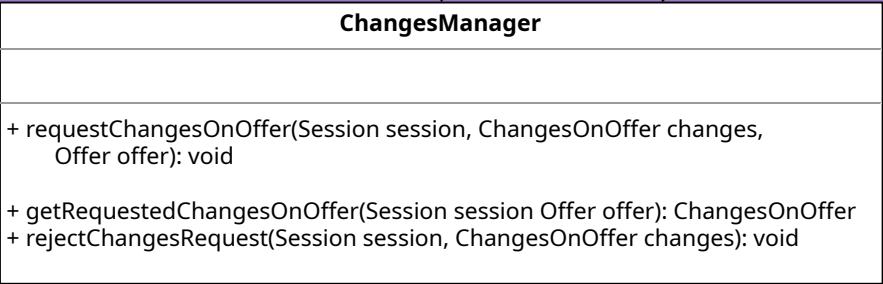 ChangesManager
+ requestChangesOnOffer(Session session, ChangesOnOffer changes,
Offer offer): void
+ getRequestedChangesOnOffer(Session session Offer offer): ChangesOnOffer
+ rejectChangesRequest(Session session, ChangesOnOffer changes): void